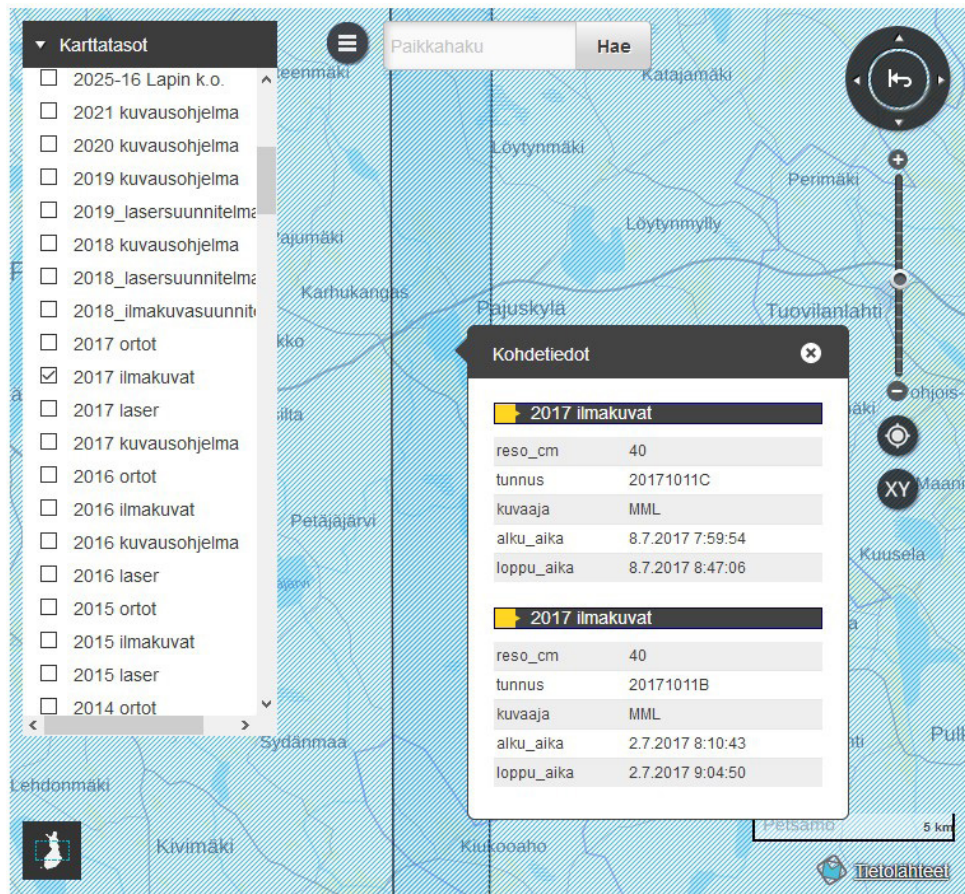 Karttatasot
2025-16 Lapin k.o.
2021 kuvausohjelma
2020 kuvausohjelma
2019 kuvausohjelma
2019_lasersuunnitelma
2018 kuvausohjelma
2018_lasersuunnitelma
2018_ilmakuvasuunnit
2017 ortot
2017 ilmakuvat
2017 laser
2017 kuvausohjelma
2016 ortot
2016 ilmakuvat
2016 kuvausohjelma
2016 laser
2015 ortot
2015 ilmakuvat
2015 laser
2014 ortot
Paikkahaku
Hae
Katajamäki
Löytynmäki
Perimäki
Löytynmylly
Karhukangas
Pajuskylä
Tuovilanlahti
Kohdetiedot
2017 ilmakuvat
reso_cm 40
tunnus 20171011C
kuvaaja MML
alku_aika 8.7.2017 7:59:54
loppu_aika 8.7.2017 8:47:06
2017 ilmakuvat
reso_cm 40
tunnus 20171011B
kuvaaja MML
alku_aika 2.7.2017 8:10:43
loppu_aika 2.7.2017 9:04:50
XY
Petäjäjärvi
Kuusela
Sydänmaa
Lehdonmäki
Kivimäki
Kiukooaho
Petsamo
5 km
Tietolähteet